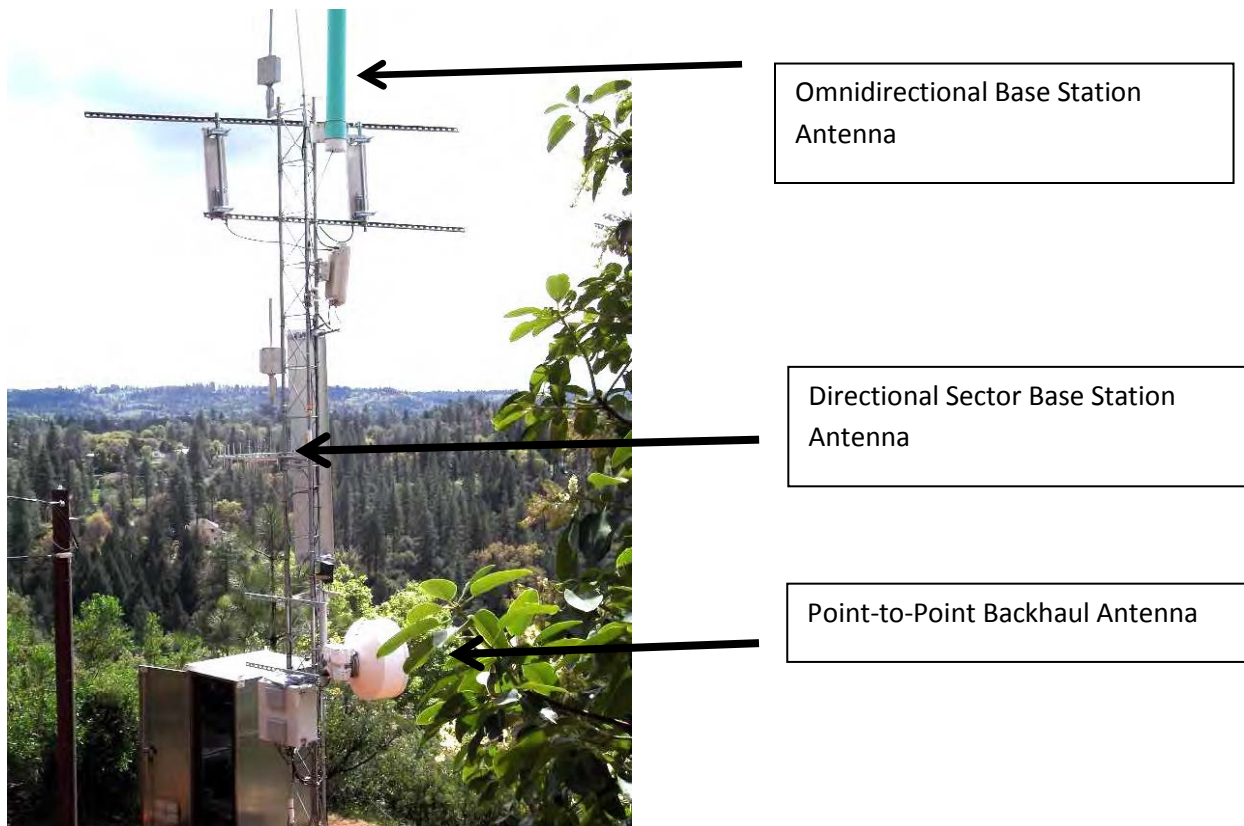 Omnidirectional Base Station
Antenna
Directional Sector Base Station
Antenna
Point-to-Point Backhaul Antenna